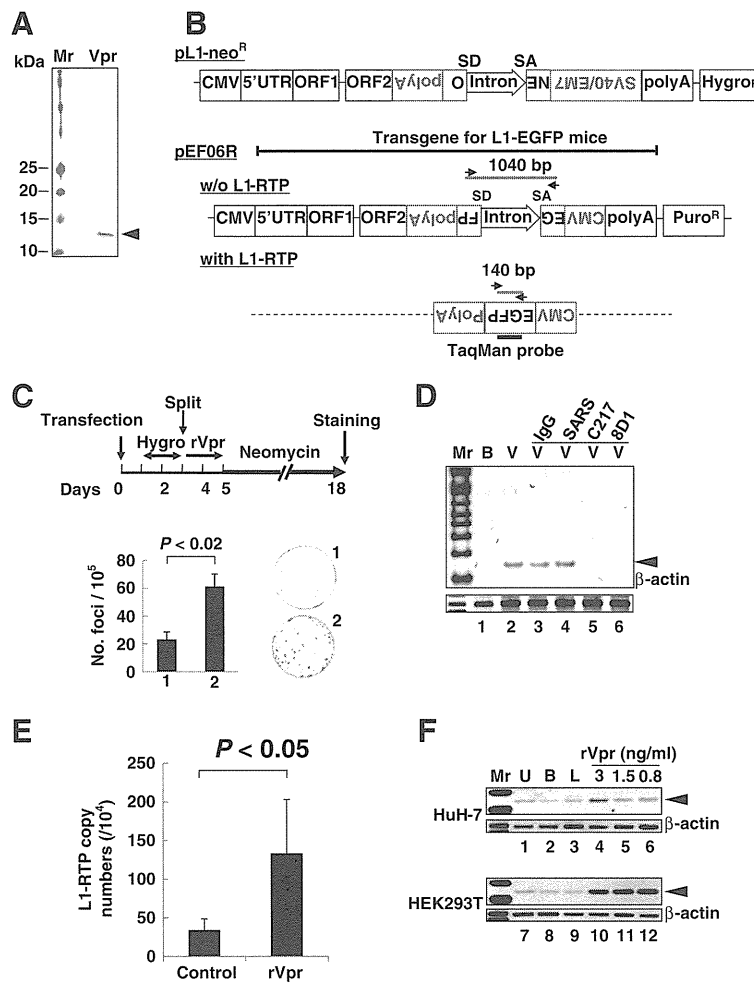 A
kDa Mr Vpr
25
20
15
10
B
pL1-neoR
SD SA
CMV 5'UTR ORF1 ORF2 polyA O Intron NE SV40/EM7 polyA HygroR
pEF06R
Transgene for L1-EGFP mice
1040 bp
w/o L1-RTP
SD SA
CMV 5'UTR ORF1 ORF2 polyA FP Intron EG CMV polyA PuroR
with L1-RTP
140 bp
PolyA EGFP CMV
TaqMan probe
C
Split
Transfection Staining
Hygro rVpr Neomycin
Days 0 2 4 5 18
P < 0.02
No. foci / 10^5
80
60
40
20
0
1 2
1
2
D
IgG SARS C217 8D1
Mr B V V V V V
β-actin
1 2 3 4 5 6
E
P < 0.05
L1-RTP copy
numbers (/10^4)
250
200
150
100
50
0
Control rVpr
F
rVpr (ng/ml)
Mr U B L 3 1.5 0.8
HuH-7
β-actin
1 2 3 4 5 6
HEK293T
β-actin
7 8 9 10 11 12